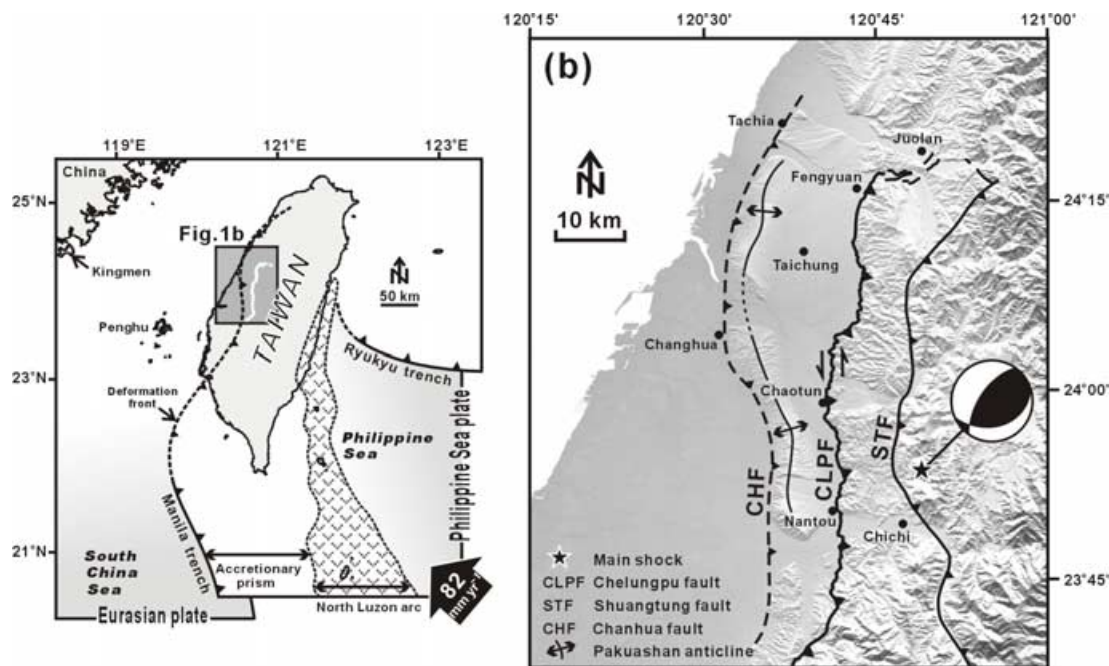 119°E
121°E
123°E
China
25°N
Fig.1b
Kingmen
N
50 km
TAIWAN
Penghu
Ryukyu trench
23°N
Deformation
front
Philippine
Sea
Philippine Sea plate
Manila trench
21°N
South
China
Sea
Accretionary
prism
82
mm yr⁻¹
North Luzon arc
Eurasian plate
120°15'
120°30'
120°45'
121°00'
(b)
Tachia
Juolan
N
Fengyuan
24°15'
10 km
Taichung
Changhua
24°00'
Chaotun
STF
CHF
CLPF
Nantou
Chichi
Main shock
CLPF Chelungpu fault
23°45'
STF Shuangtung fault
CHF Chanhua fault
Pakuashan anticline